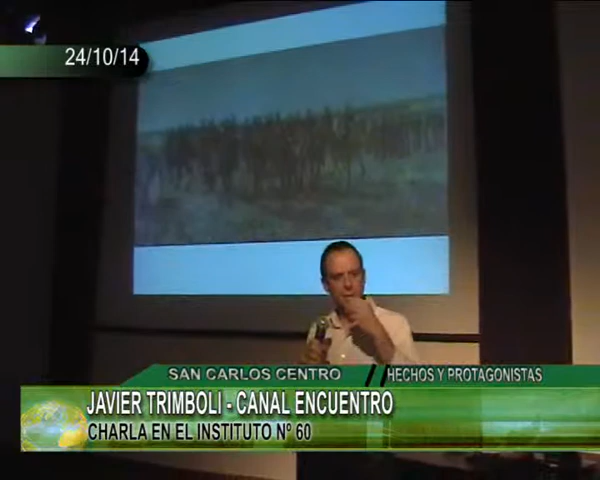 24/10/14
SAN CARLOS CENTRO // HECHOS Y PROTAGONISTAS
JAVIER TRIMBOLI - CANAL ENCUENTRO
CHARLA EN EL INSTITUTO Nº 60